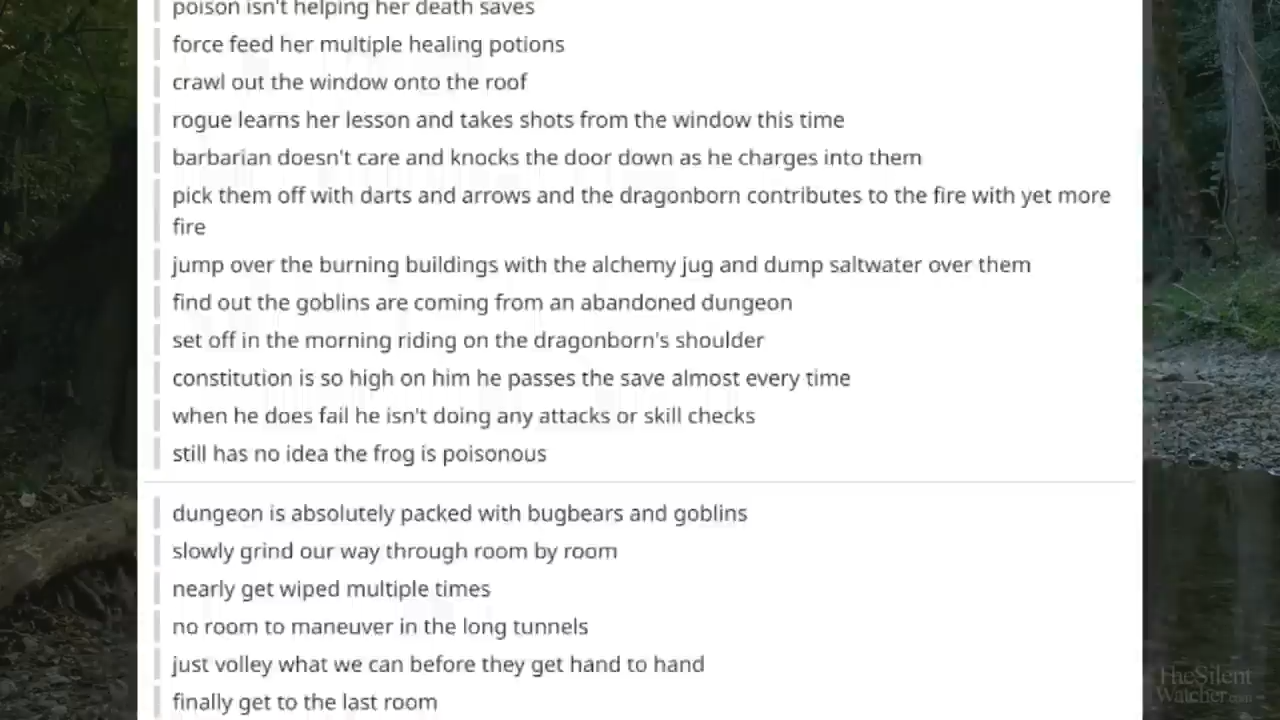 poison isn't helping her death saves
force feed her multiple healing potions
crawl out the window onto the roof
rogue learns her lesson and takes shots from the window this time
barbarian doesn't care and knocks the door down as he charges into them
pick them off with darts and arrows and the dragonborn contributes to the fire with yet more
fire
jump over the burning buildings with the alchemy jug and dump saltwater over them
find out the goblins are coming from an abandoned dungeon
set off in the morning riding on the dragonborn's shoulder
constitution is so high on him he passes the save almost every time
when he does fail he isn't doing any attacks or skill checks
still has no idea the frog is poisonous
dungeon is absolutely packed with bugbears and goblins
slowly grind our way through room by room
nearly get wiped multiple times
no room to maneuver in the long tunnels
just volley what we can before they get hand to hand
finally get to the last room
TheSilent
Watcher.com